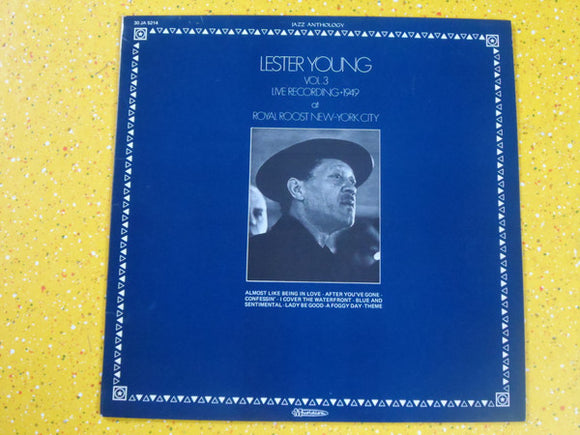 30 JA 5214
JAZZ ANTHOLOGY
LESTER YOUNG
VOL 3
LIVE RECORDING•1949
at
ROYAL ROOST NEW-YORK CITY
ALMOST LIKE BEING IN LOVE · AFTER YOU'VE GONE ·
CONFESSIN' · I COVER THE WATERFRONT · BLUE AND
SENTIMENTAL · LADY BE GOOD · A FOGGY DAY · THEME